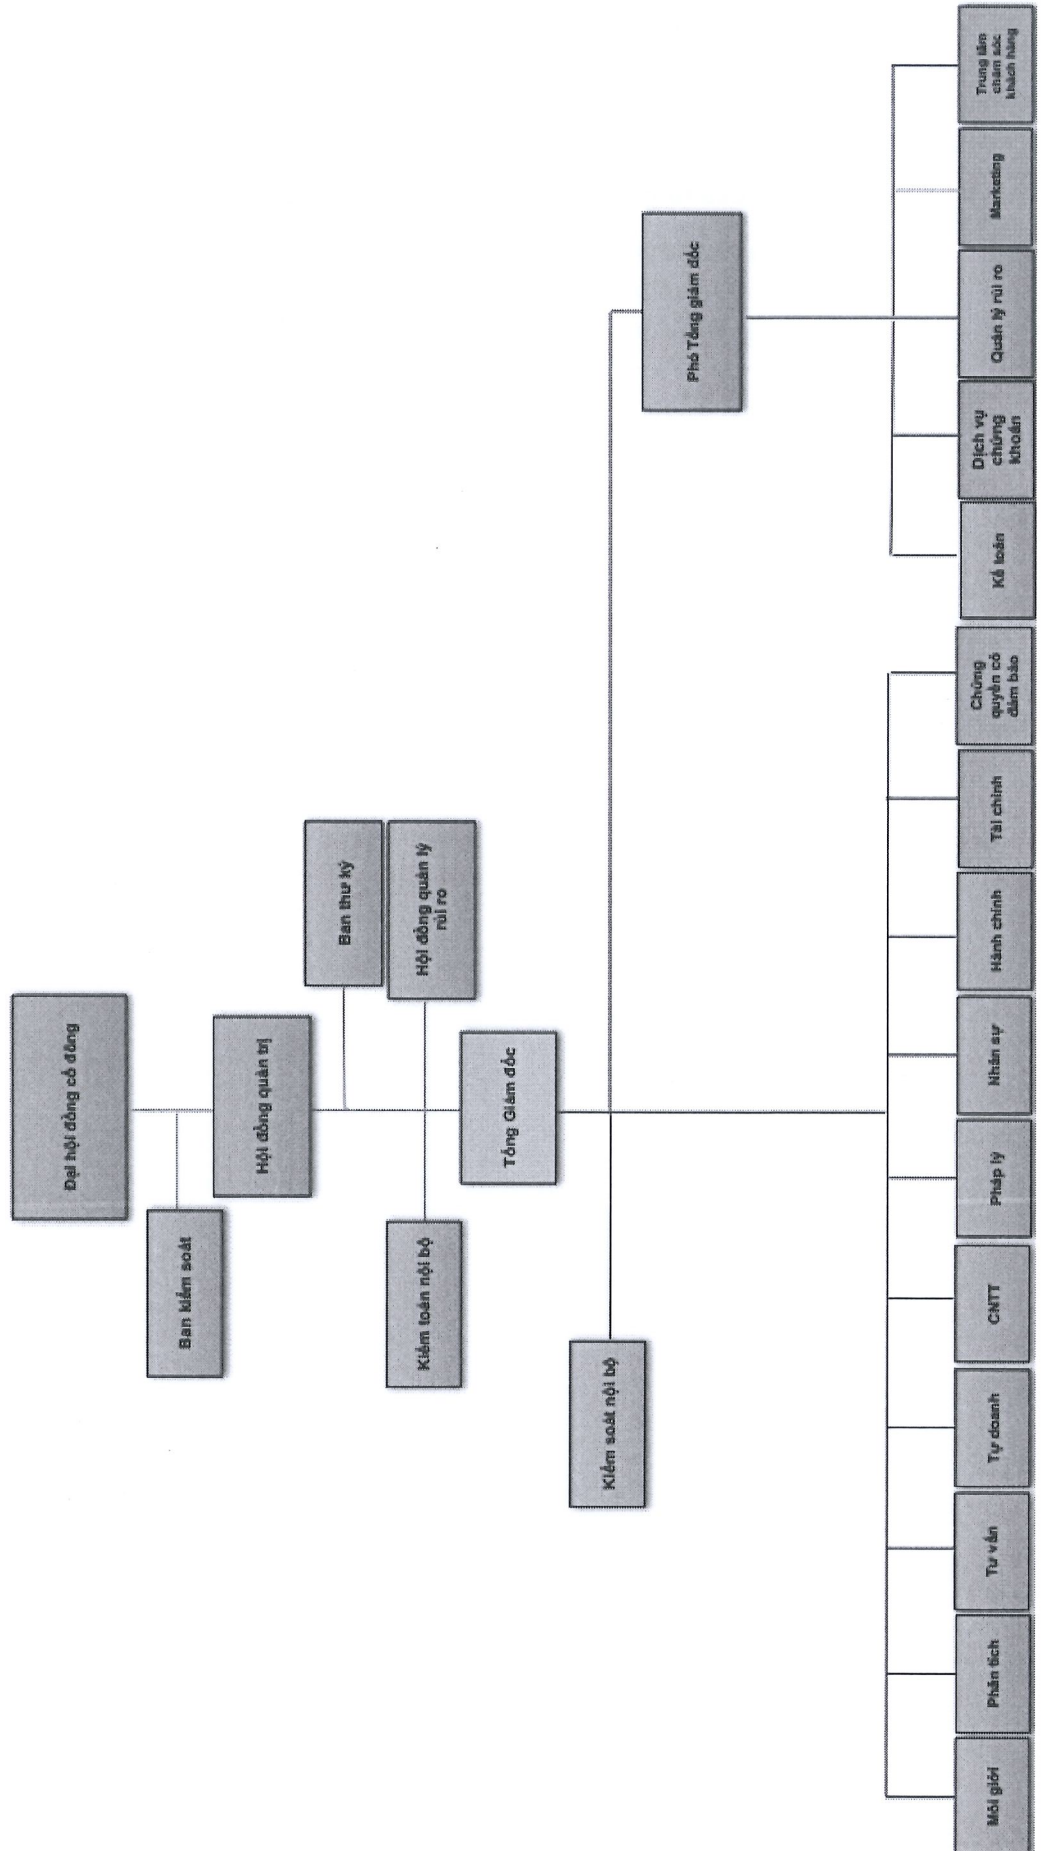 Đại hội đồng cổ đông
Ban kiểm soát
Hội đồng quản trị
Ban thư ký
Kiểm toán nội bộ
Hội đồng quản lý
rủi ro
Tổng Giám đốc
Kiểm soát nội bộ
Phó Tổng giám đốc
Môi giới
Phân tích
Tư vấn
Tự doanh
CNTT
Pháp lý
Nhân sự
Hành chính
Tài chính
Chứng
quyền có
đảm bảo
Kế toán
Dịch vụ
chứng
khoán
Quản lý rủi ro
Marketing
Trung tâm
chăm sóc
khách hàng